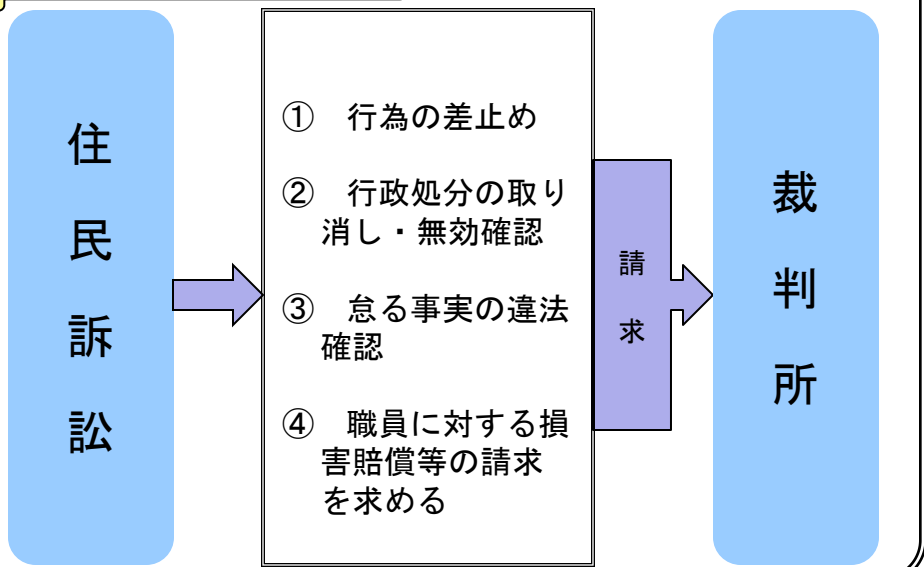 住民訴訟
① 行為の差止め
② 行政処分の取り
消し・無効確認
③ 怠る事実の違法
確認
④ 職員に対する損
害賠償等の請求
を求める
請求
裁判所